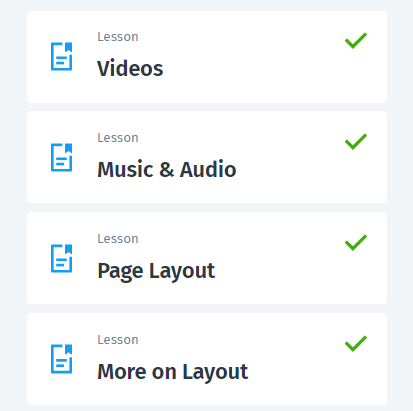 Lesson
Videos
Lesson
Music & Audio
Lesson
Page Layout
Lesson
More on Layout